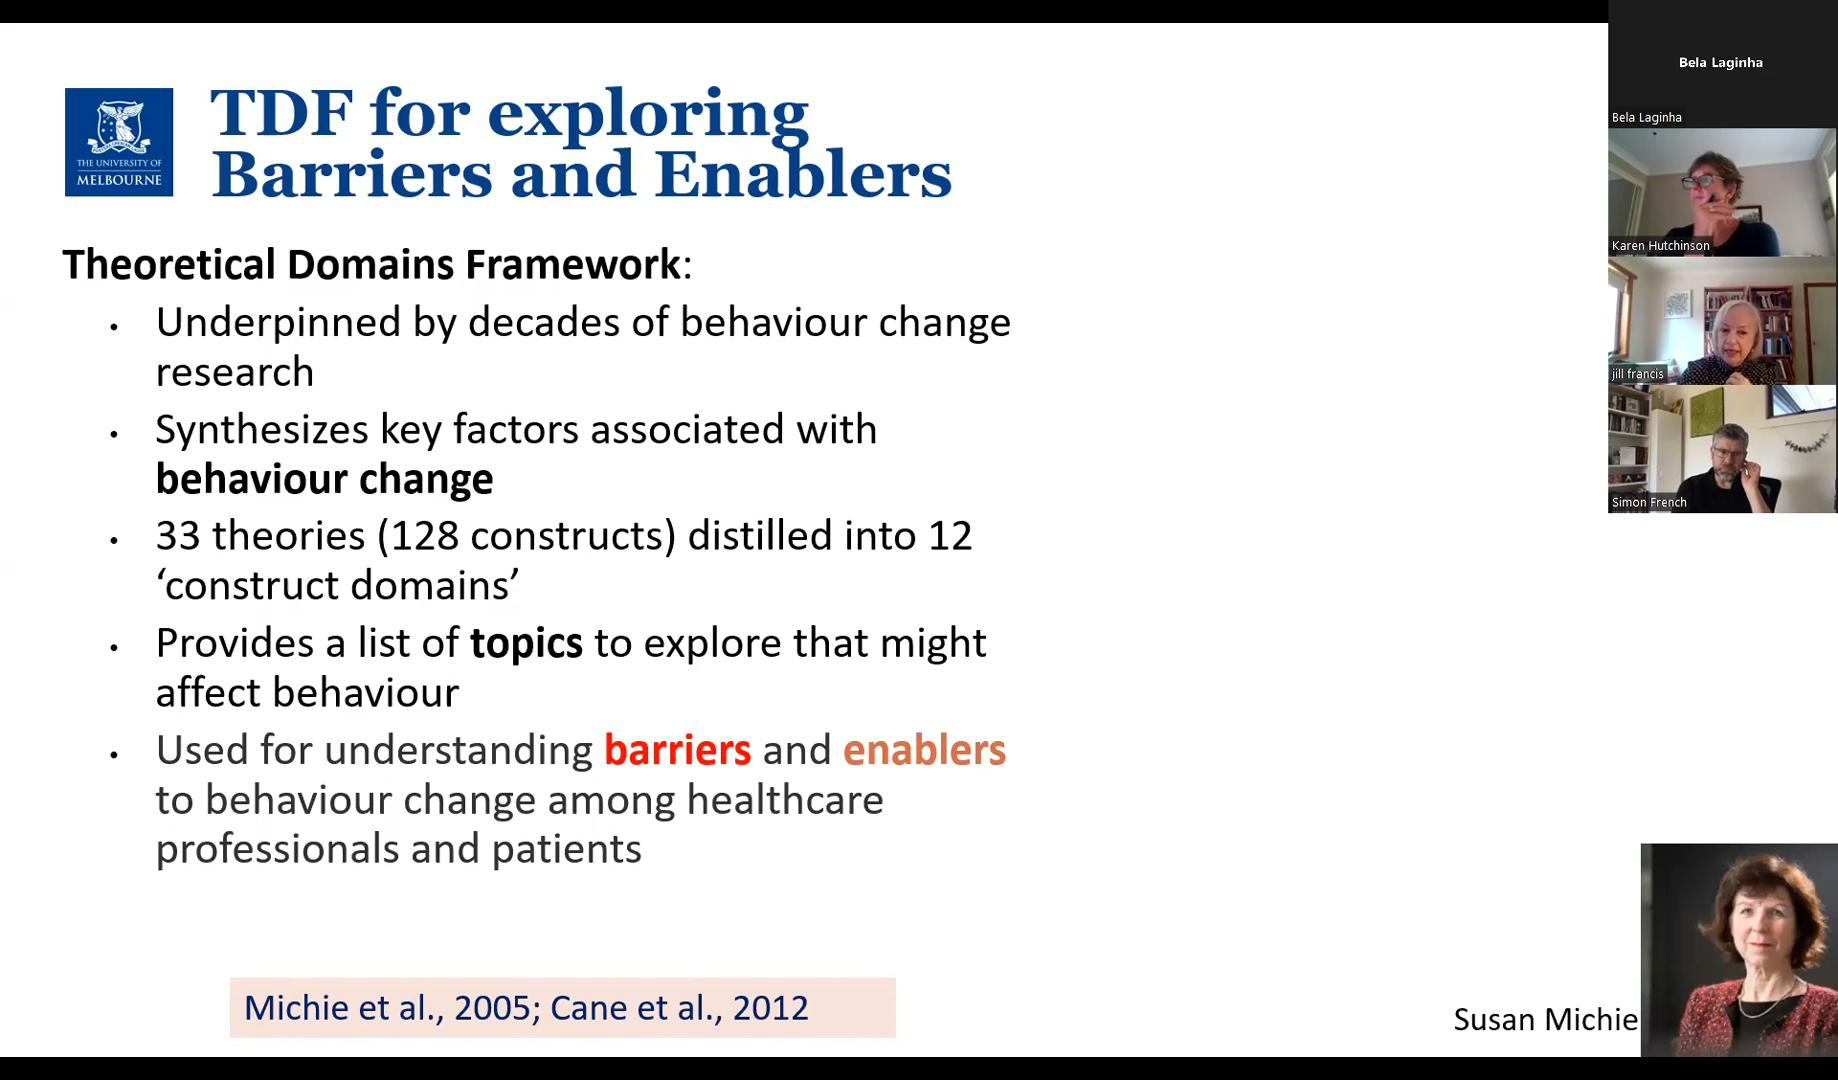 THE UNIVERSITY OF
MELBOURNE
TDF for exploring
Barriers and Enablers
Theoretical Domains Framework:
• Underpinned by decades of behaviour change
research
• Synthesizes key factors associated with
behaviour change
• 33 theories (128 constructs) distilled into 12
‘construct domains’
• Provides a list of topics to explore that might
affect behaviour
• Used for understanding barriers and enablers
to behaviour change among healthcare
professionals and patients
Michie et al., 2005; Cane et al., 2012
Susan Michie
Bela Laginha
Bela Laginha
Karen Hutchinson
jill francis
Simon French